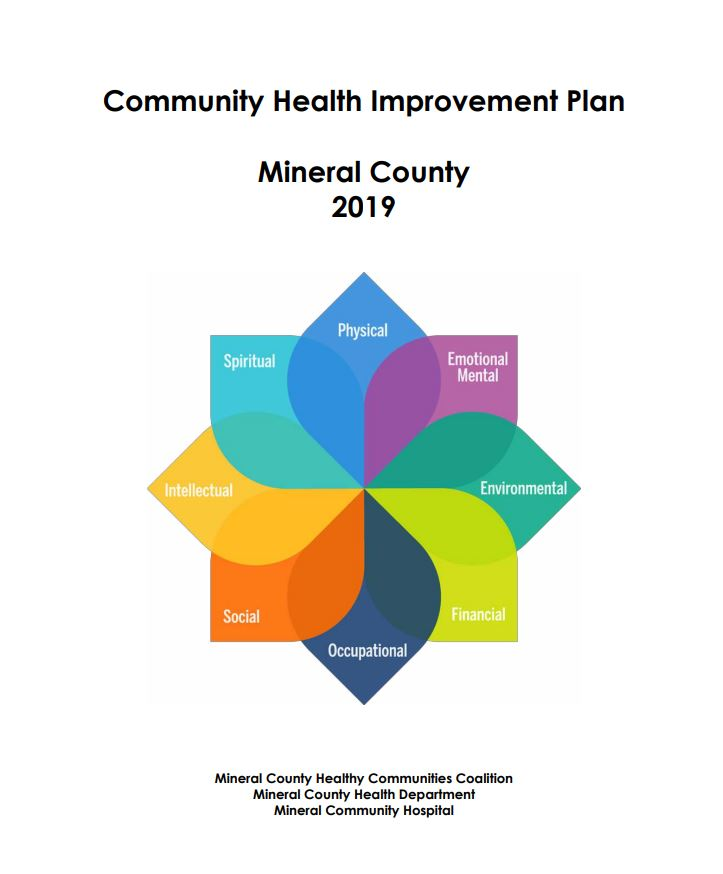 Community Health Improvement Plan
Mineral County
2019
Physical
Spiritual
Emotional
Mental
Intellectual
Environmental
Social
Financial
Occupational
Mineral County Healthy Communities Coalition
Mineral County Health Department
Mineral Community Hospital